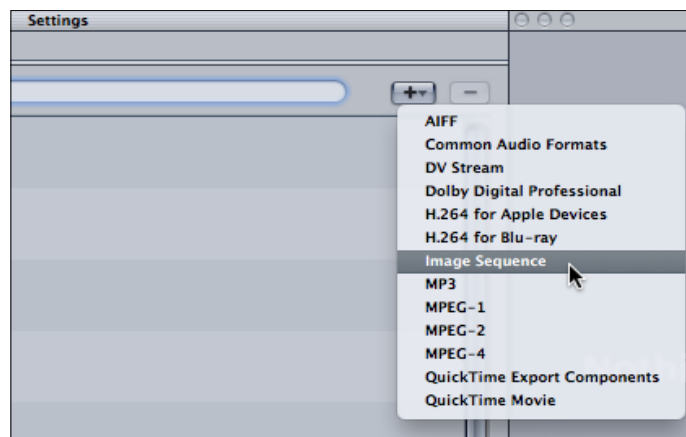 Settings
AIFF
Common Audio Formats
DV Stream
Dolby Digital Professional
H.264 for Apple Devices
H.264 for Blu-ray
Image Sequence
MP3
MPEG-1
MPEG-2
MPEG-4
QuickTime Export Components
QuickTime Movie